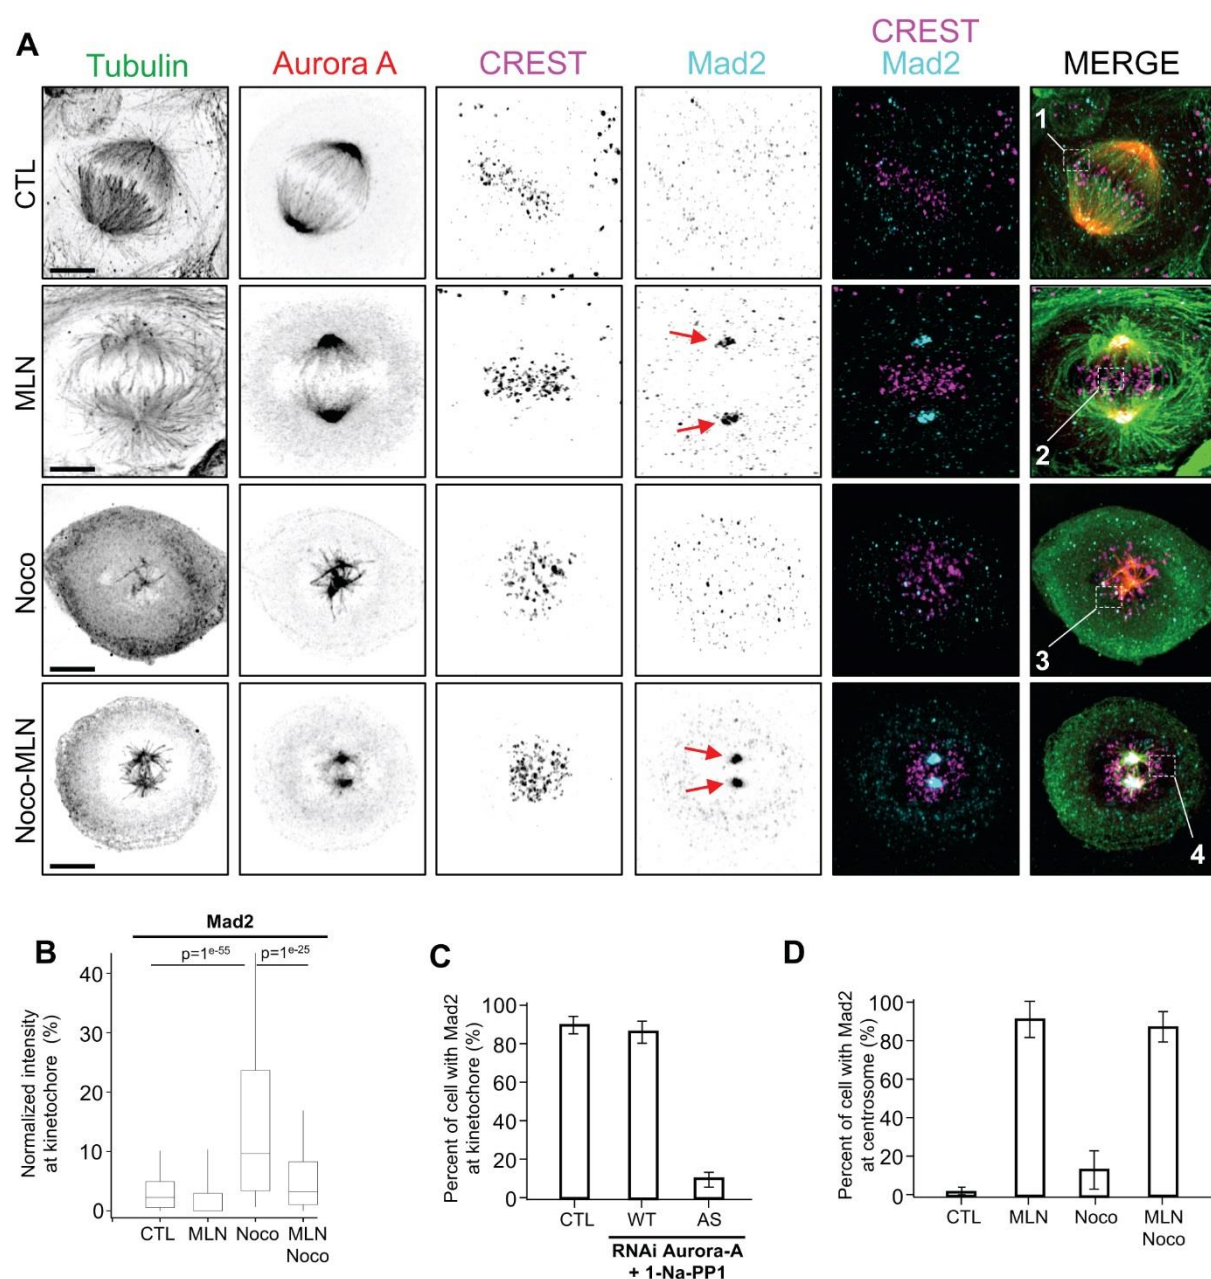 A
Tubulin
Aurora A
CREST
Mad2
CREST
Mad2
MERGE
CTL
1
MLN
2
Noco
3
Noco-MLN
4
B
Mad2
p=1e-55
p=1e-25
Normalized intensity
at kinetochore (%)
40
30
20
10
0
CTL
MLN
Noco
MLN
Noco
C
Percent of cell with Mad2
at kinetochore (%)
100
80
60
40
20
0
CTL
WT
AS
RNAi Aurora-A
+ 1-Na-PP1
D
Percent of cell with Mad2
at centrosome (%)
100
80
60
40
20
0
CTL
MLN
Noco
MLN
Noco